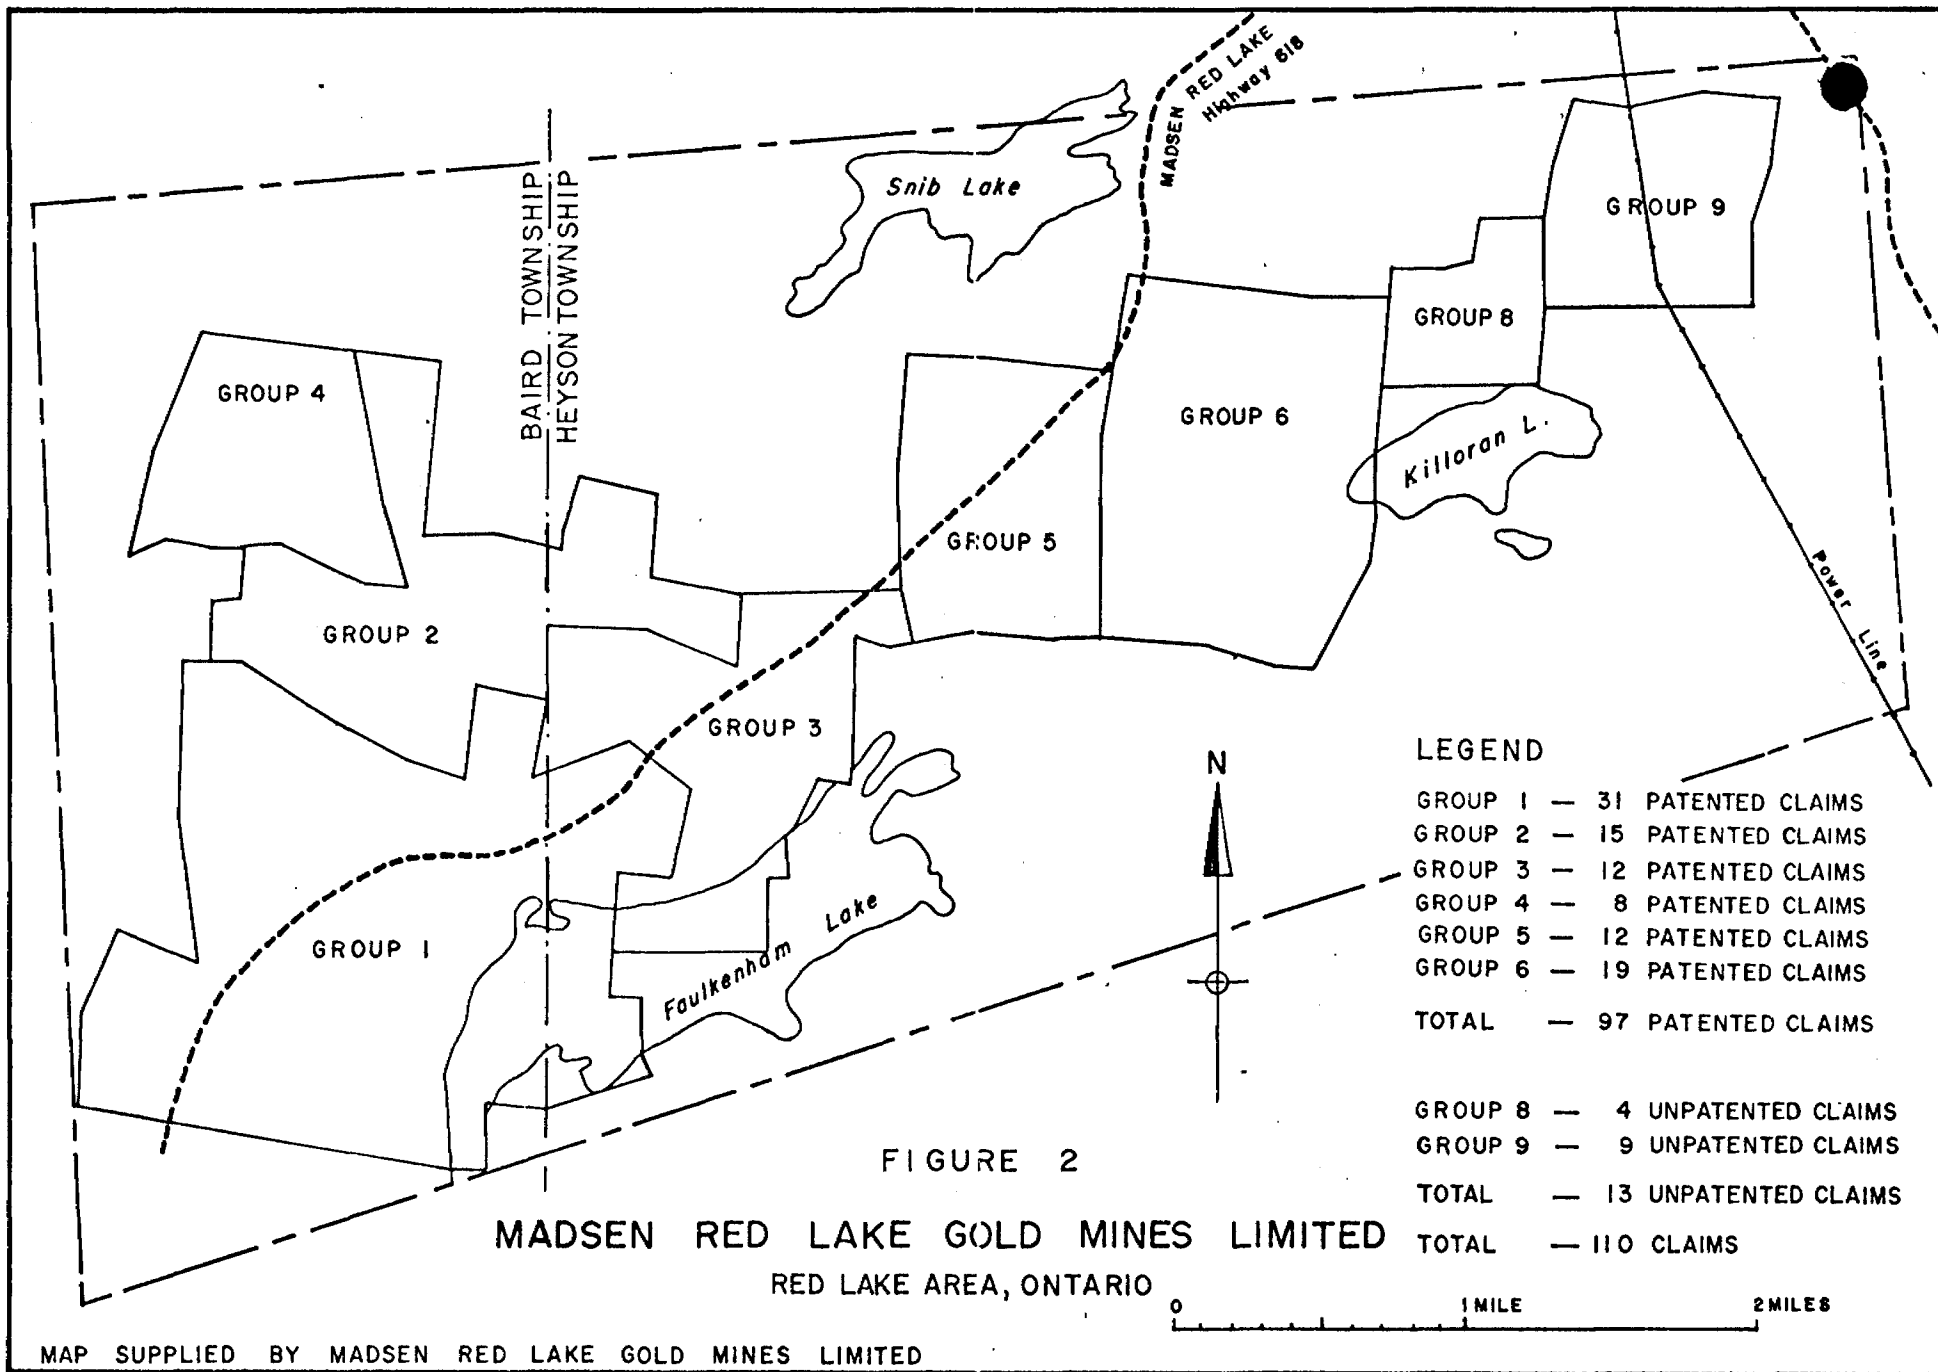 MADSEN RED LAKE
Highway 618
BAIRD TOWNSHIP
HEYSON TOWNSHIP
Snib Lake
GROUP 9
GROUP 8
GROUP 4
GROUP 6
Killoran L.
GROUP 5
Power Line
GROUP 2
GROUP 3
GROUP 1
Faulkenham Lake
N
LEGEND
GROUP 1 — 31 PATENTED CLAIMS
GROUP 2 — 15 PATENTED CLAIMS
GROUP 3 — 12 PATENTED CLAIMS
GROUP 4 — 8 PATENTED CLAIMS
GROUP 5 — 12 PATENTED CLAIMS
GROUP 6 — 19 PATENTED CLAIMS
TOTAL — 97 PATENTED CLAIMS
GROUP 8 — 4 UNPATENTED CLAIMS
GROUP 9 — 9 UNPATENTED CLAIMS
TOTAL — 13 UNPATENTED CLAIMS
TOTAL — 110 CLAIMS
FIGURE 2
MADSEN RED LAKE GOLD MINES LIMITED
RED LAKE AREA, ONTARIO
0 1 MILE 2 MILES
MAP SUPPLIED BY MADSEN RED LAKE GOLD MINES LIMITED